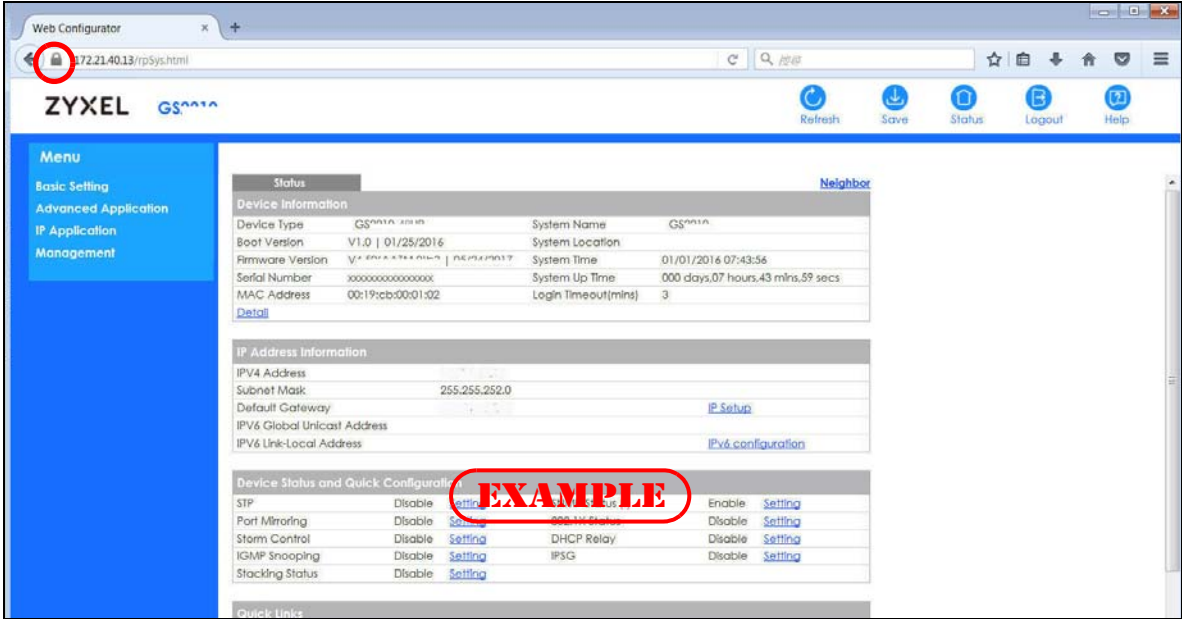 Web Configurator × +
172.21.40.13/rpSys.html
ZYXEL
Refresh Save Status Logout Help
Menu
Basic Setting
Advanced Application
IP Application
Management
Status Neighbor
Device Information
Device Type System Name
Boot Version V1.0 | 01/25/2016 System Location
Firmware Version System Time 01/01/2016 07:43:56
Serial Number xxxxxxxxxxxxxxxx System Up Time 000 days,07 hours,43 mins,59 secs
MAC Address 00:19:cb:00:01:02 Login Timeout(mins) 3
Detail
IP Address Information
IPV4 Address
Subnet Mask 255.255.252.0
Default Gateway IP Setup
IPV6 Global Unicast Address
IPV6 Link-Local Address IPv6 configuration
Device Status and Quick Configuration
EXAMPLE
STP Disable Setting Enable Setting
Port Mirroring Disable Setting 802.1X Status Disable Setting
Storm Control Disable Setting DHCP Relay Disable Setting
IGMP Snooping Disable Setting IPSG Disable Setting
Stacking Status Disable Setting
Quick Links